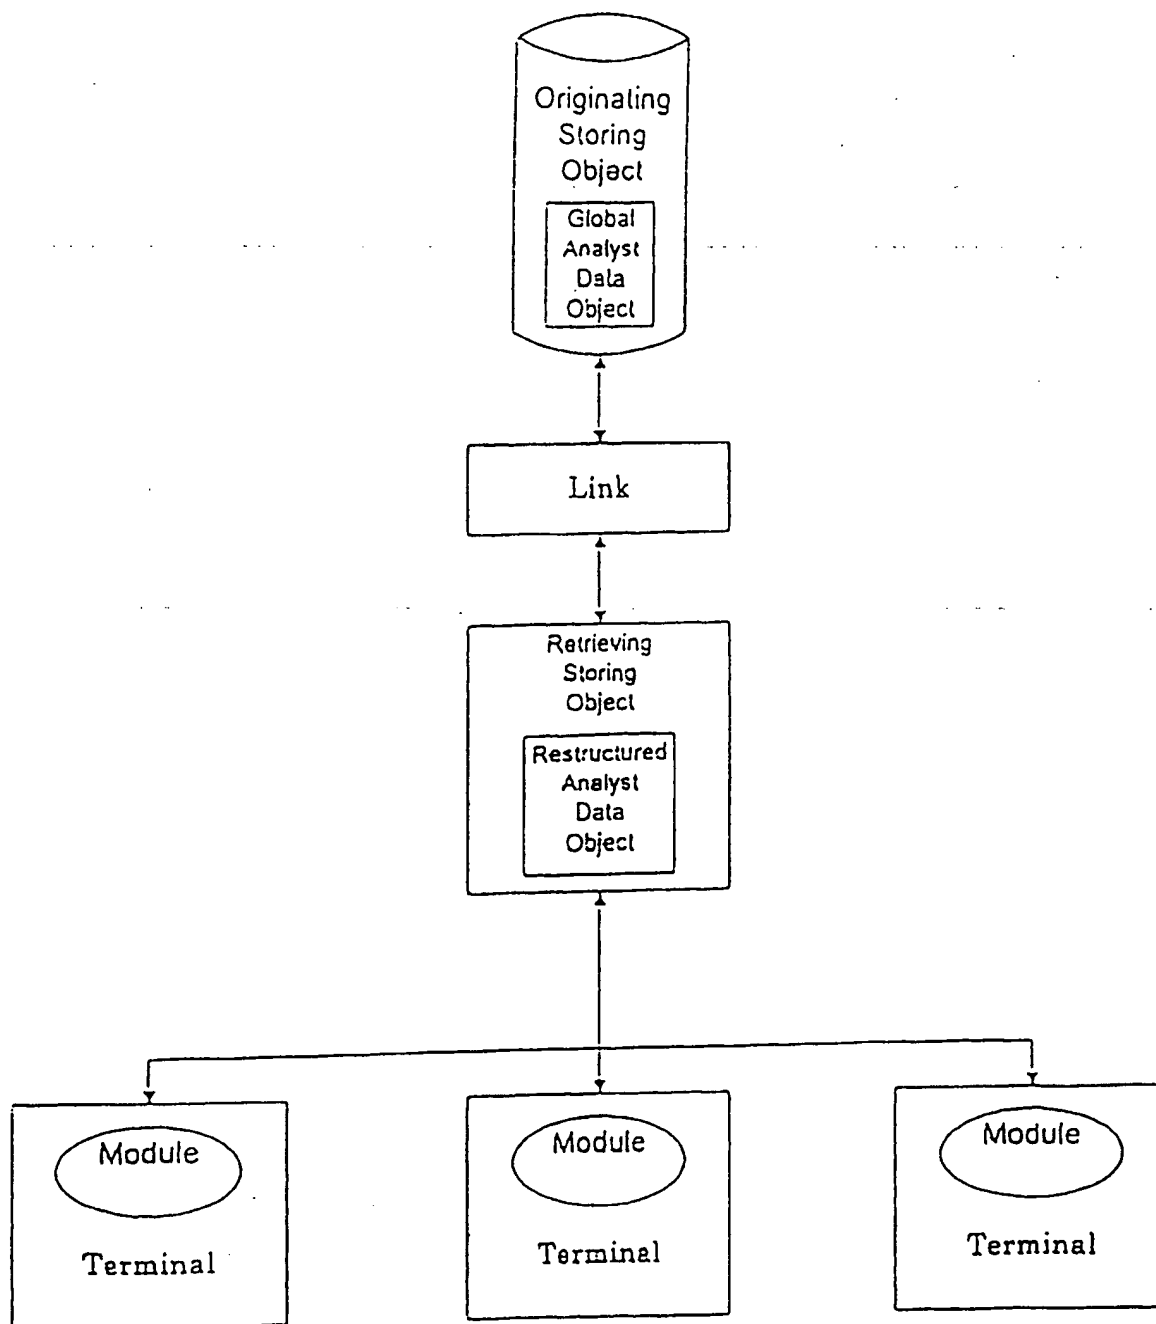 Originating
Storing
Object
Global
Analyst
Data
Object
Link
Retrieving
Storing
Object
Restructured
Analyst
Data
Object
Module
Terminal
Module
Terminal
Module
Terminal